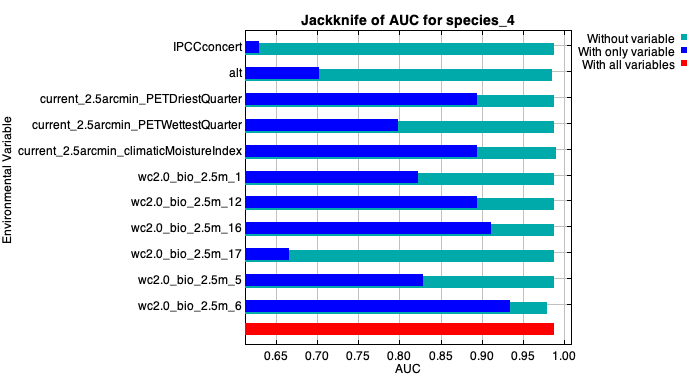 Jackknife of AUC for species_4
Without variable
With only variable
With all variables
Environmental Variable
IPCCconcert
alt
current_2.5arcmin_PETDriestQuarter
current_2.5arcmin_PETWettestQuarter
current_2.5arcmin_climaticMoistureIndex
wc2.0_bio_2.5m_1
wc2.0_bio_2.5m_12
wc2.0_bio_2.5m_16
wc2.0_bio_2.5m_17
wc2.0_bio_2.5m_5
wc2.0_bio_2.5m_6
0.65 0.70 0.75 0.80 0.85 0.90 0.95 1.00
AUC